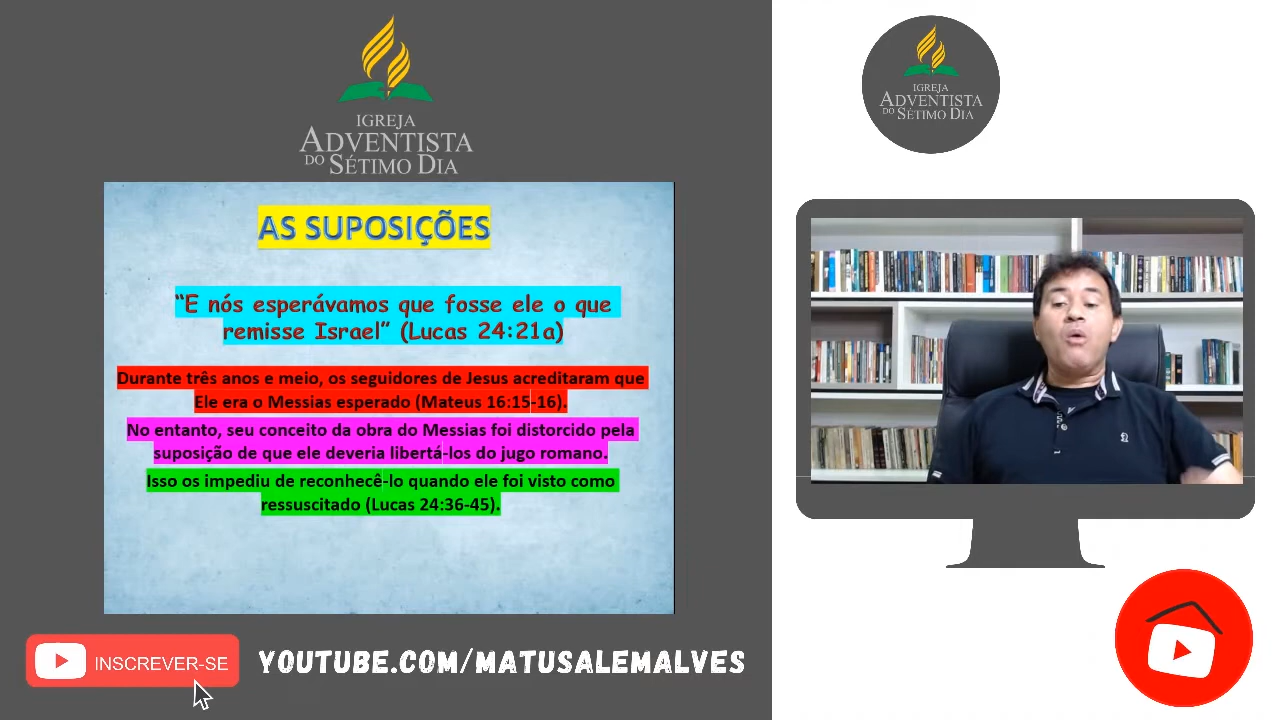 IGREJA
ADVENTISTA
DO SÉTIMO DIA
AS SUPOSIÇÕES
“E nós esperávamos que fosse ele o que
remisse Israel” (Lucas 24:21a)
Durante três anos e meio, os seguidores de Jesus acreditaram que
Ele era o Messias esperado (Mateus 16:15-16).
No entanto, seu conceito da obra do Messias foi distorcido pela
suposição de que ele deveria libertá-los do jugo romano.
Isso os impediu de reconhecê-lo quando ele foi visto como
ressuscitado (Lucas 24:36-45).
INSCREVER-SE
YOUTUBE.COM/MATUSALEMALVES
IGREJA
ADVENTISTA
DO SÉTIMO DIA